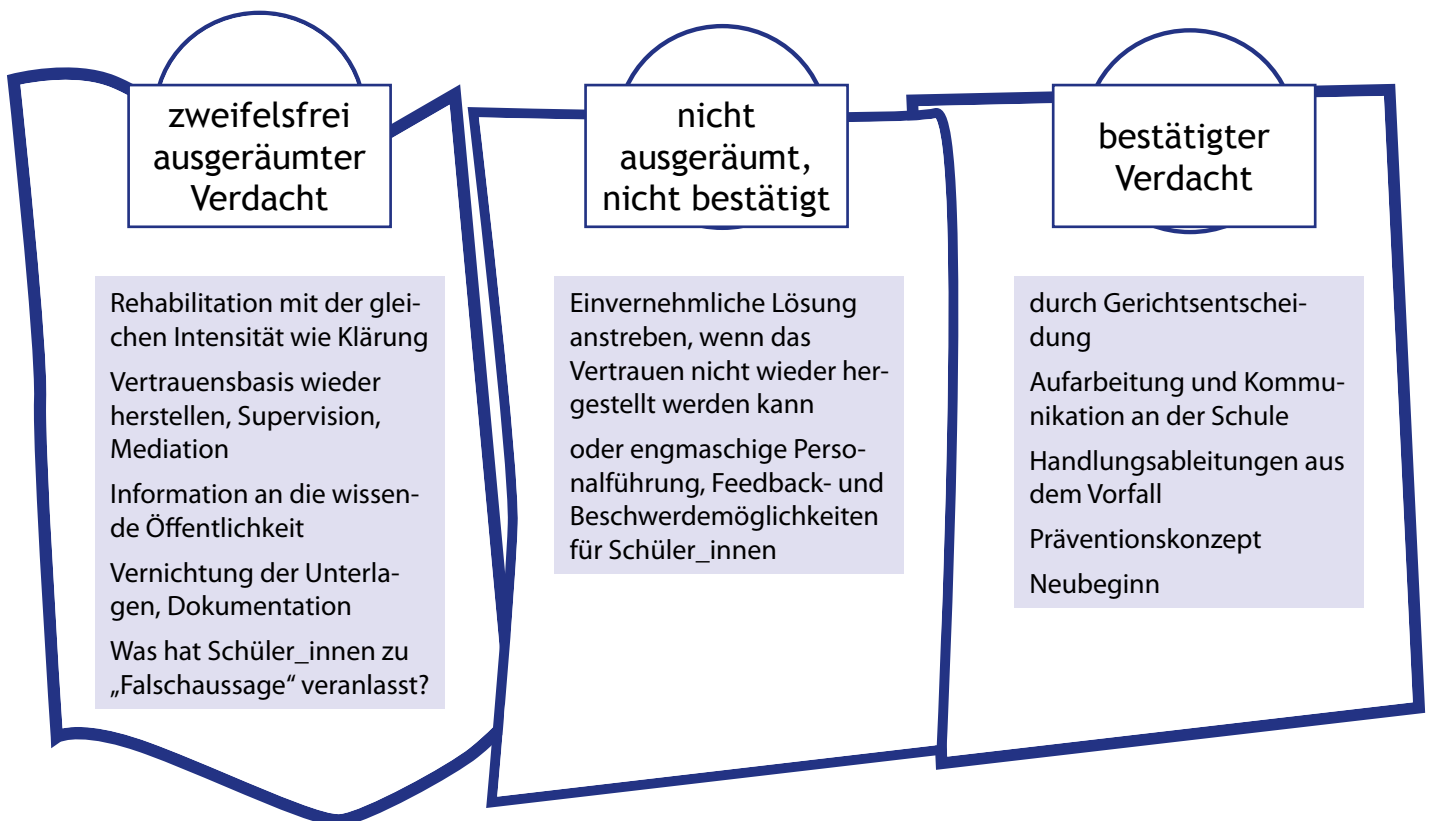 zweifelsfrei
ausgeräumter
Verdacht
Rehabilitation mit der glei-
chen Intensität wie Klärung
Vertrauensbasis wieder
herstellen, Supervision,
Mediation
Information an die wissen-
de Öffentlichkeit
Vernichtung der Unterla-
gen, Dokumentation
Was hat Schüler_innen zu
„Falschaussage“ veranlasst?
nicht
ausgeräumt,
nicht bestätigt
Einvernehmliche Lösung
anstreben, wenn das
Vertrauen nicht wieder her-
gestellt werden kann
oder engmaschige Perso-
nalführung, Feedback- und
Beschwerdemöglichkeiten
für Schüler_innen
bestätigter
Verdacht
durch Gerichtsentschei-
dung
Aufarbeitung und Kommu-
nikation an der Schule
Handlungsableitungen aus
dem Vorfall
Präventionskonzept
Neubeginn